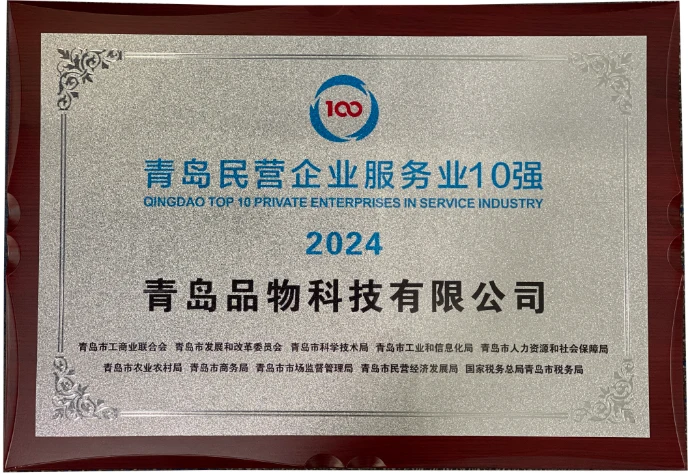 100
青岛民营企业服务业10强
QINGDAO TOP 10 PRIVATE ENTERPRISES IN SERVICE INDUSTRY
2024
青岛品物科技有限公司
青岛市工商业联合会 青岛市发展和改革委员会 青岛市科学技术局 青岛市工业和信息化局 青岛市人力资源和社会保障局
青岛市农业农村局 青岛市商务局 青岛市市场监督管理局 青岛市民营经济发展局 国家税务总局青岛市税务局